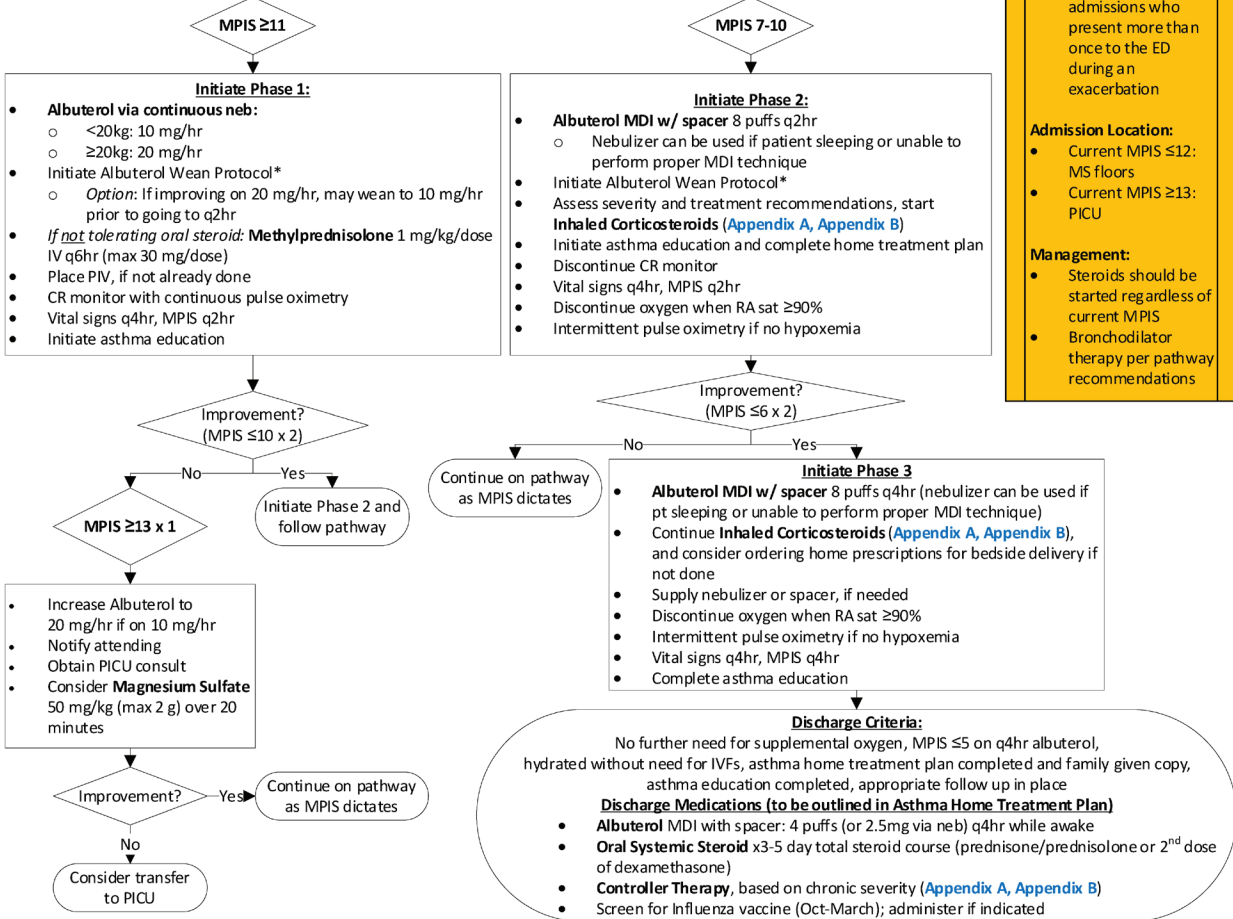 MPIS ≥11
Initiate Phase 1:
• Albuterol via continuous neb:
o <20kg: 10 mg/hr
o ≥20kg: 20 mg/hr
• Initiate Albuterol Wean Protocol*
o Option: If improving on 20 mg/hr, may wean to 10 mg/hr
prior to going to q2hr
• If not tolerating oral steroid: Methylprednisolone 1 mg/kg/dose
IV q6hr (max 30 mg/dose)
• Place PIV, if not already done
• CR monitor with continuous pulse oximetry
• Vital signs q4hr, MPIS q2hr
• Initiate asthma education
Improvement?
(MPIS ≤10 x 2)
No
Yes
MPIS ≥13 x 1
Initiate Phase 2 and
follow pathway
• Increase Albuterol to
20 mg/hr if on 10 mg/hr
• Notify attending
• Obtain PICU consult
• Consider Magnesium Sulfate
50 mg/kg (max 2 g) over 20
minutes
Improvement?
Yes
Continue on pathway
as MPIS dictates
No
Consider transfer
to PICU
MPIS 7-10
Initiate Phase 2:
• Albuterol MDI w/ spacer 8 puffs q2hr
o Nebulizer can be used if patient sleeping or unable to
perform proper MDI technique
• Initiate Albuterol Wean Protocol*
• Assess severity and treatment recommendations, start
Inhaled Corticosteroids (Appendix A, Appendix B)
• Initiate asthma education and complete home treatment plan
• Discontinue CR monitor
• Vital signs q4hr, MPIS q2hr
• Discontinue oxygen when RA sat ≥90%
• Intermittent pulse oximetry if no hypoxemia
Improvement?
(MPIS ≤6 x 2)
No
Yes
Continue on pathway
as MPIS dictates
Initiate Phase 3
• Albuterol MDI w/ spacer 8 puffs q4hr (nebulizer can be used if
pt sleeping or unable to perform proper MDI technique)
• Continue Inhaled Corticosteroids (Appendix A, Appendix B),
and consider ordering home prescriptions for bedside delivery if
not done
• Supply nebulizer or spacer, if needed
• Discontinue oxygen when RA sat ≥90%
• Intermittent pulse oximetry if no hypoxemia
• Vital signs q4hr, MPIS q4hr
• Complete asthma education
Discharge Criteria:
No further need for supplemental oxygen, MPIS ≤5 on q4hr albuterol,
hydrated without need for IVFs, asthma home treatment plan completed and family given copy,
asthma education completed, appropriate follow up in place
Discharge Medications (to be outlined in Asthma Home Treatment Plan)
• Albuterol MDI with spacer: 4 puffs (or 2.5mg via neb) q4hr while awake
• Oral Systemic Steroid x3-5 day total steroid course (prednisone/prednisolone or 2nd dose
of dexamethasone)
• Controller Therapy, based on chronic severity (Appendix A, Appendix B)
• Screen for Influenza vaccine (Oct-March); administer if indicated
admissions who
present more than
once to the ED
during an
exacerbation
Admission Location:
• Current MPIS ≤12:
MS floors
• Current MPIS ≥13:
PICU
Management:
• Steroids should be
started regardless of
current MPIS
• Bronchodilator
therapy per pathway
recommendations